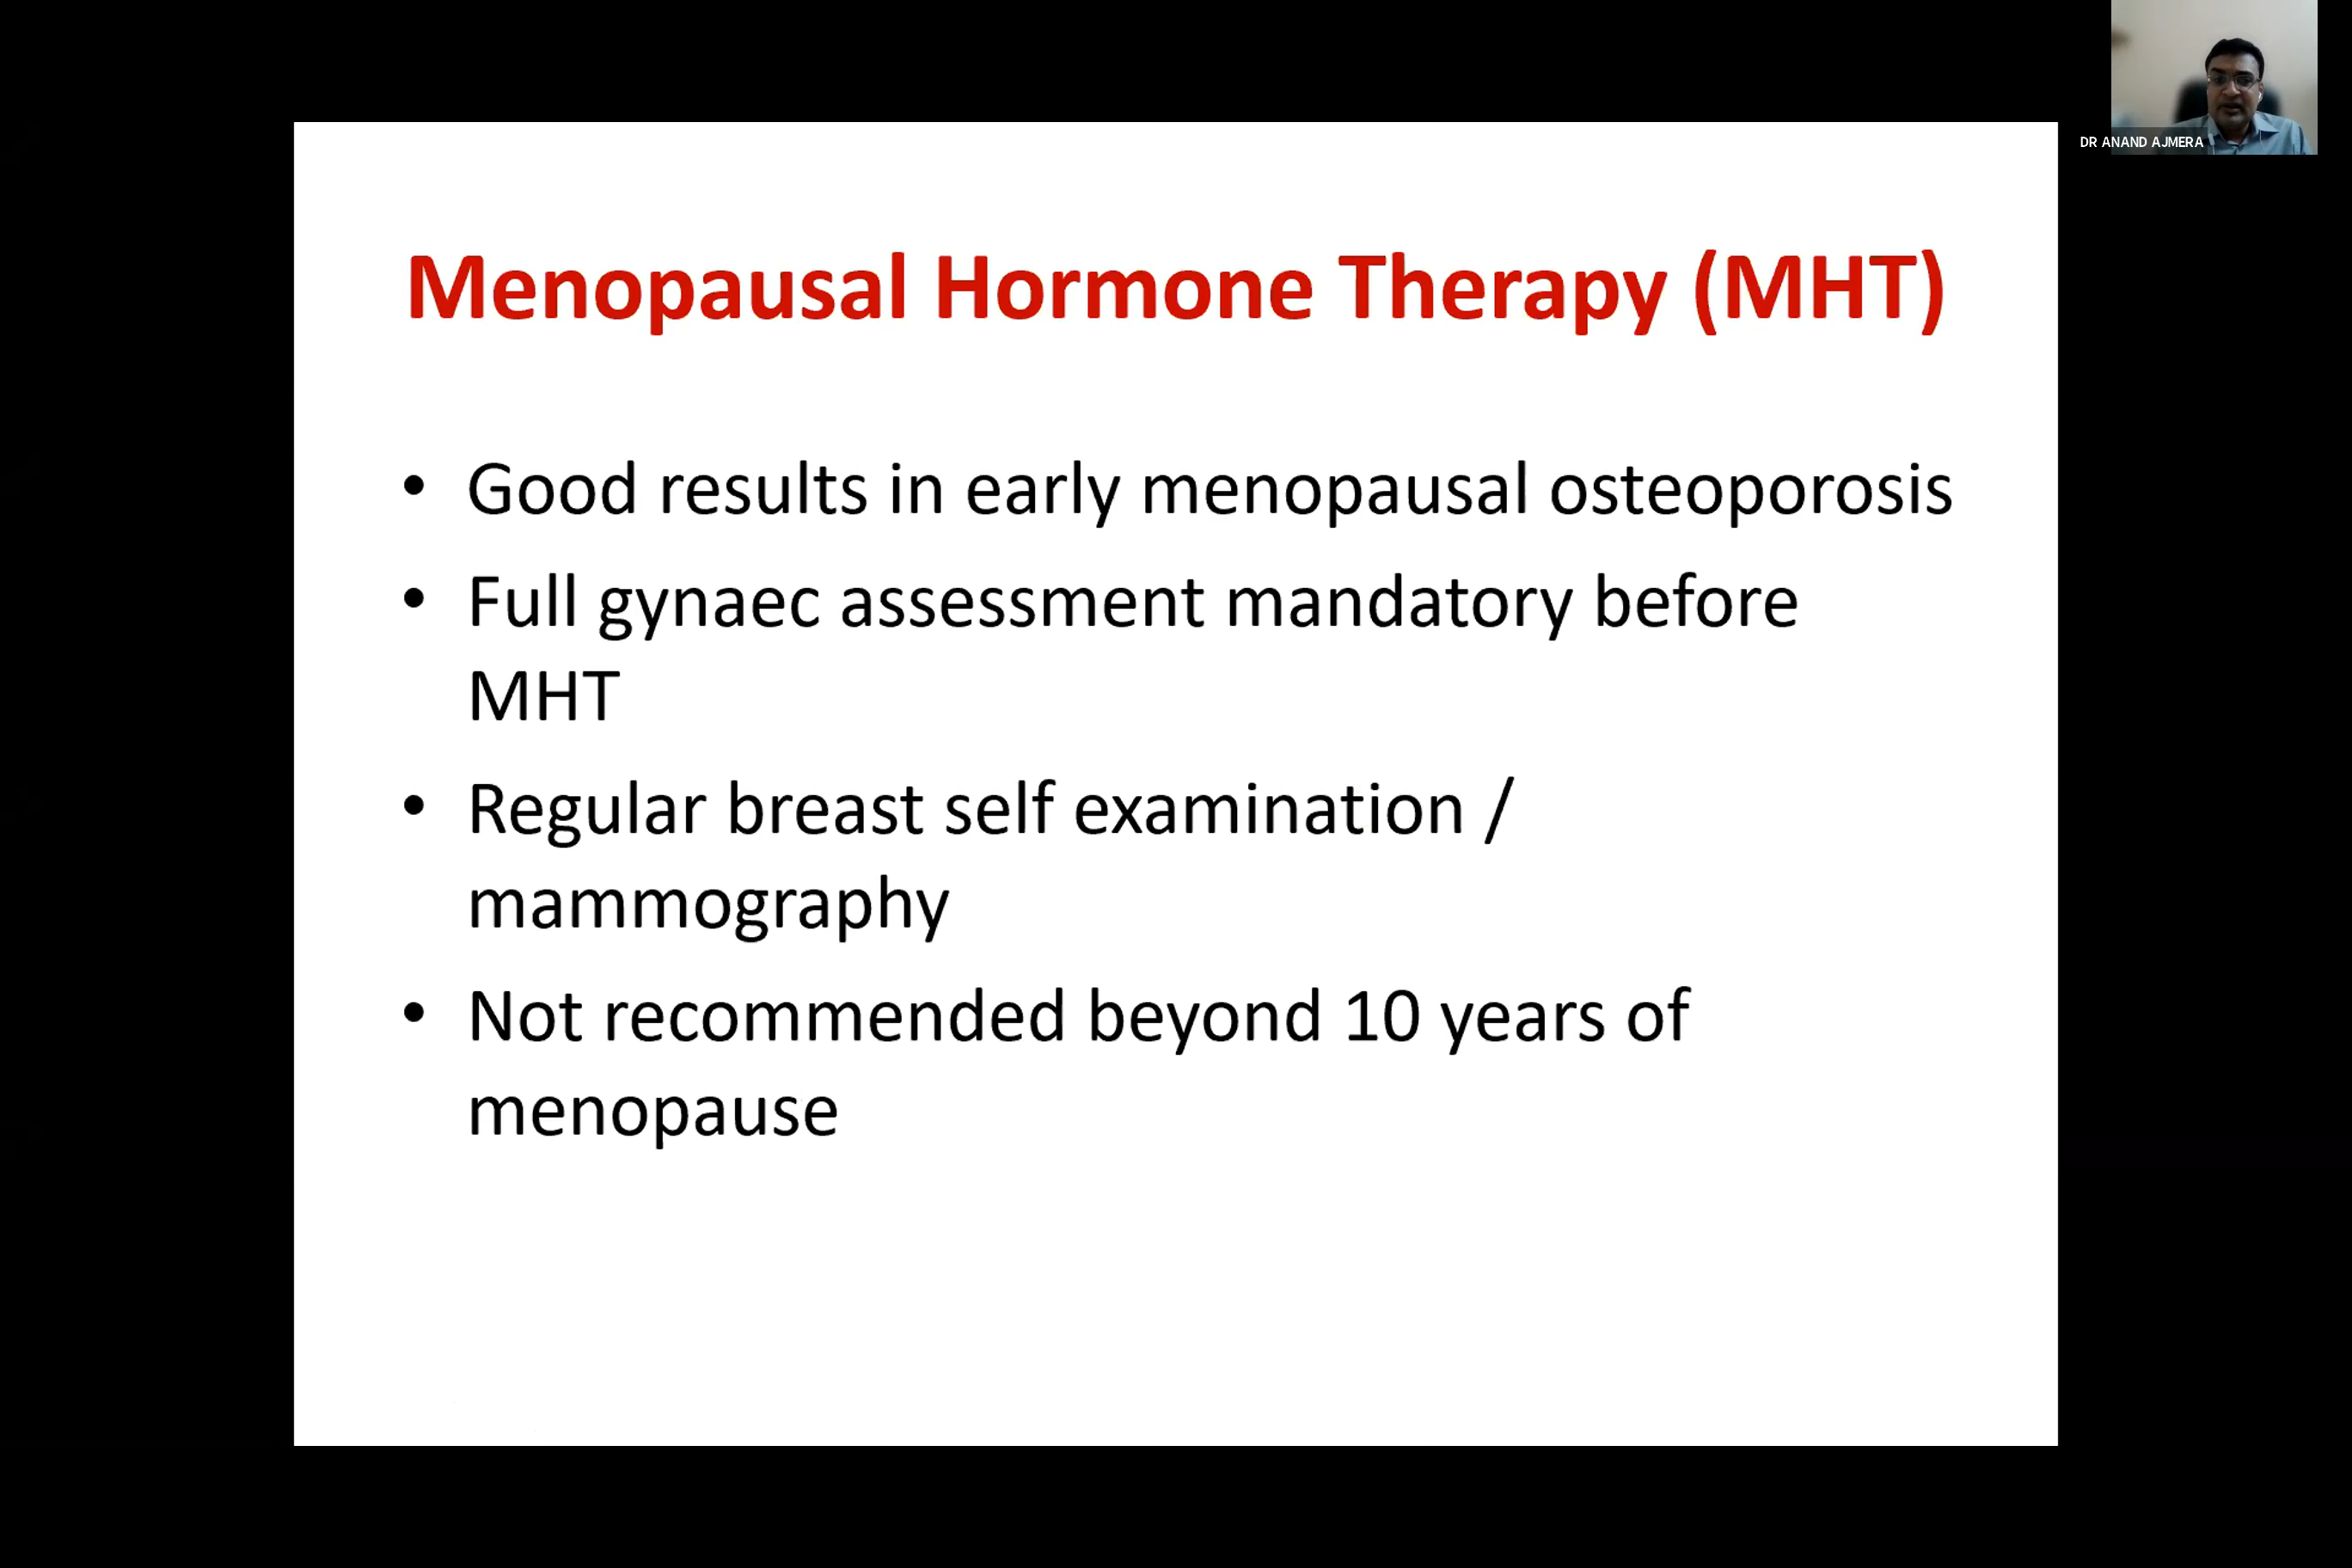 DR ANAND AJMERA
Menopausal Hormone Therapy (MHT)
• Good results in early menopausal osteoporosis
• Full gynaec assessment mandatory before
MHT
• Regular breast self examination /
mammography
• Not recommended beyond 10 years of
menopause